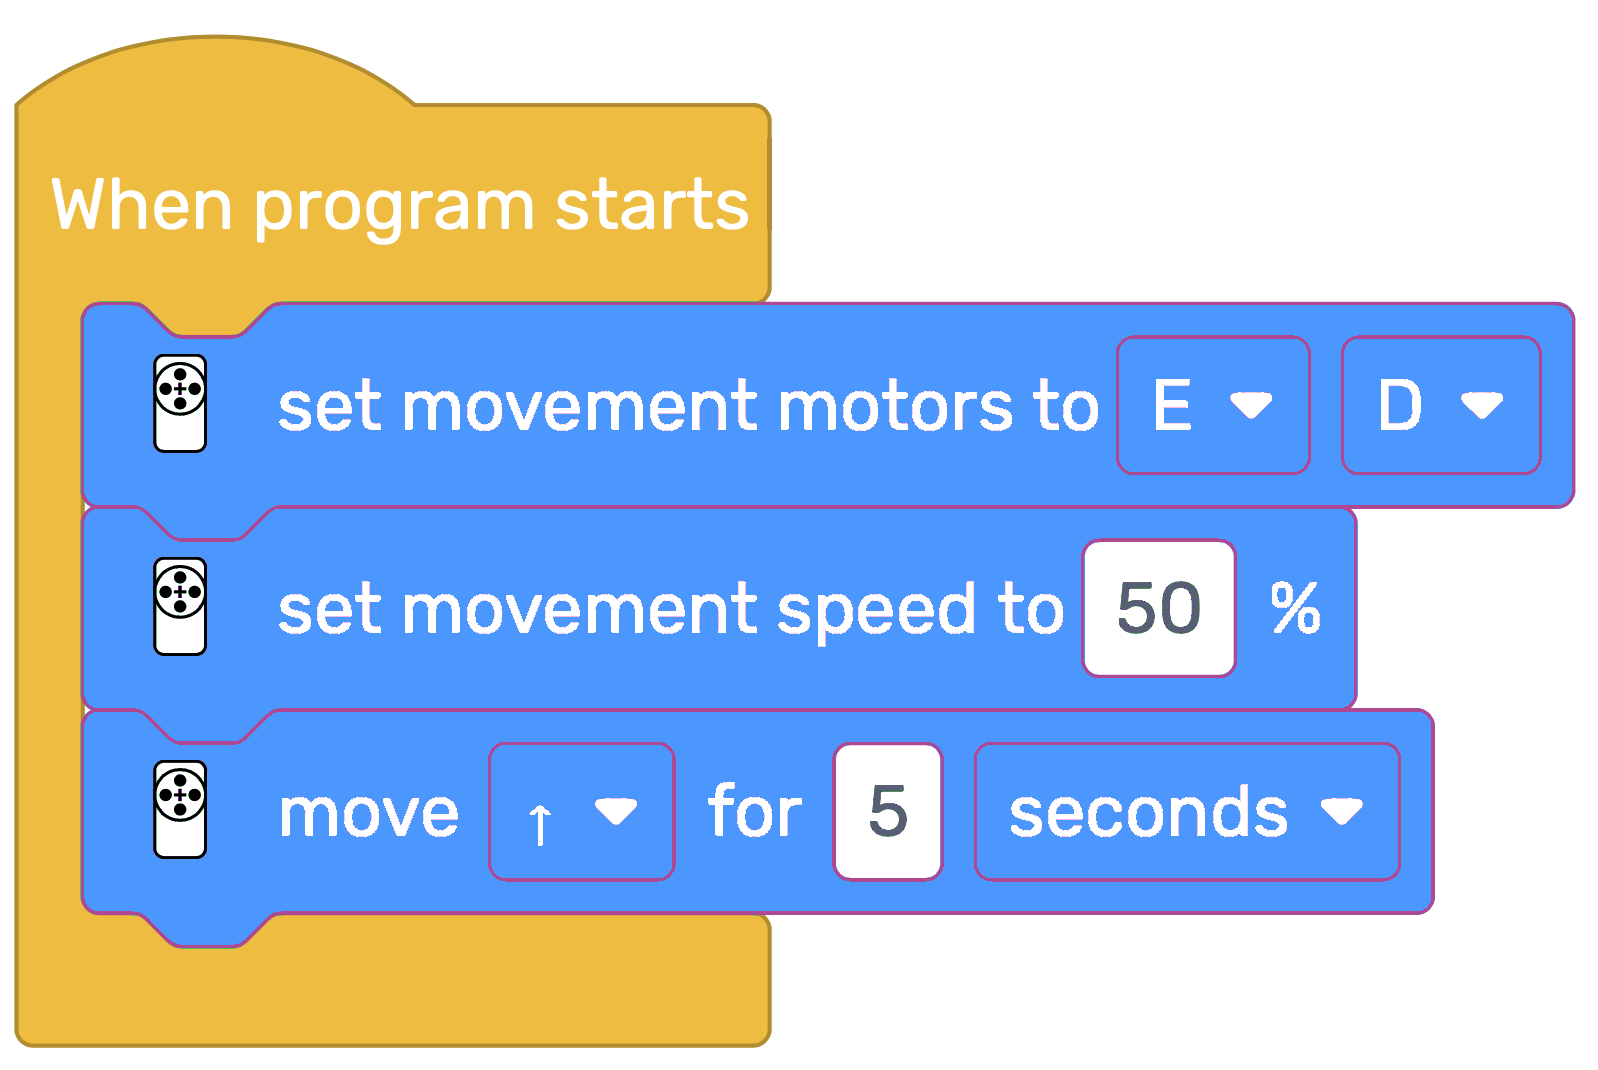 When program starts
set movement motors to E D
set movement speed to 50 %
move ↑ for 5 seconds